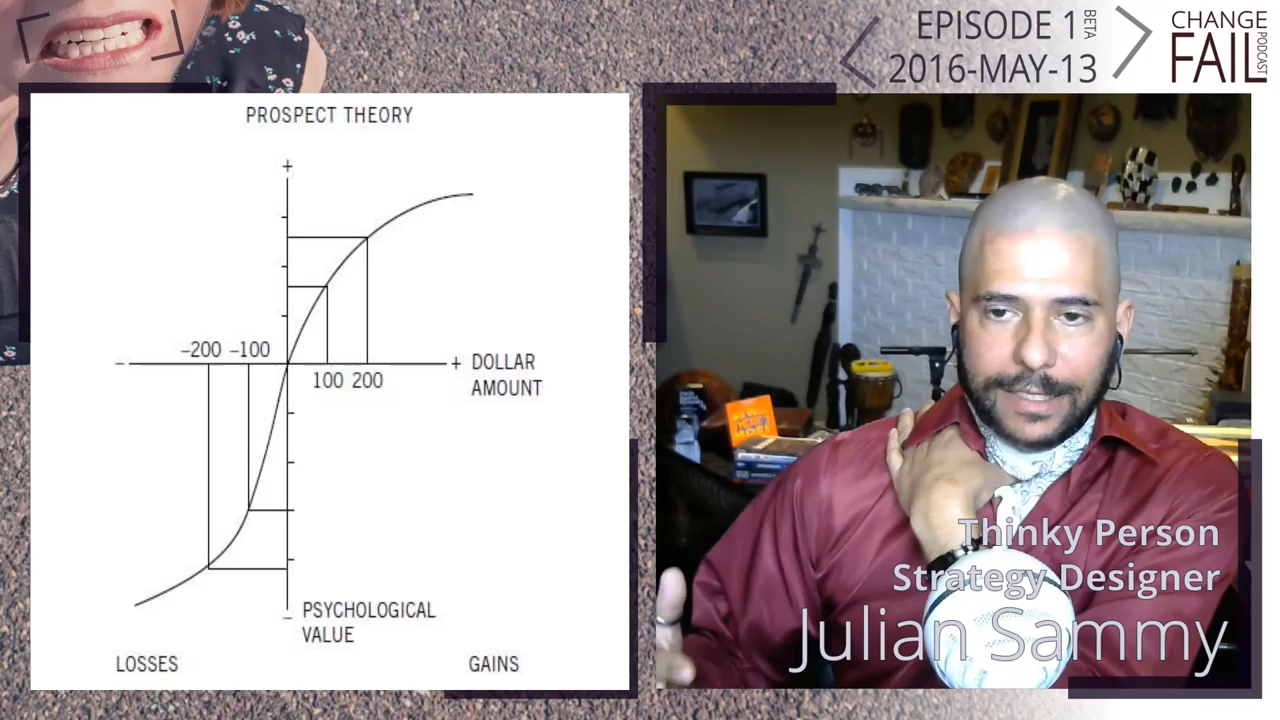 EPISODE 1 BETA
2016-MAY-13
CHANGE
FAIL PODCAST
PROSPECT THEORY
+
–200 –100
– + DOLLAR
100 200 AMOUNT
– PSYCHOLOGICAL
VALUE
LOSSES GAINS
Thinky Person
Strategy Designer
Julian Sammy